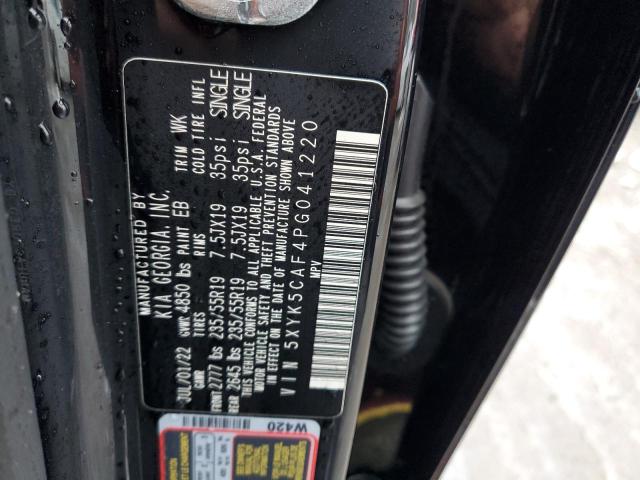 MANUFACTURED BY
KIA GEORGIA, INC.
JUL/01/22 GVWR 4850 lbs PAINT EB TRIM WK
GAWR TIRES RIMS COLD TIRE INFL
FRONT 2777 lbs 235/55R19 7.5JX19 35psi SINGLE
REAR 2645 lbs 235/55R19 7.5JX19 35psi SINGLE
THIS VEHICLE CONFORMS TO ALL APPLICABLE U.S.A. FEDERAL
MOTOR VEHICLE SAFETY AND THEFT PREVENTION STANDARDS
IN EFFECT ON THE DATE OF MANUFACTURE SHOWN ABOVE
VIN 5XYK5CAF4PG041220
MPV
W420